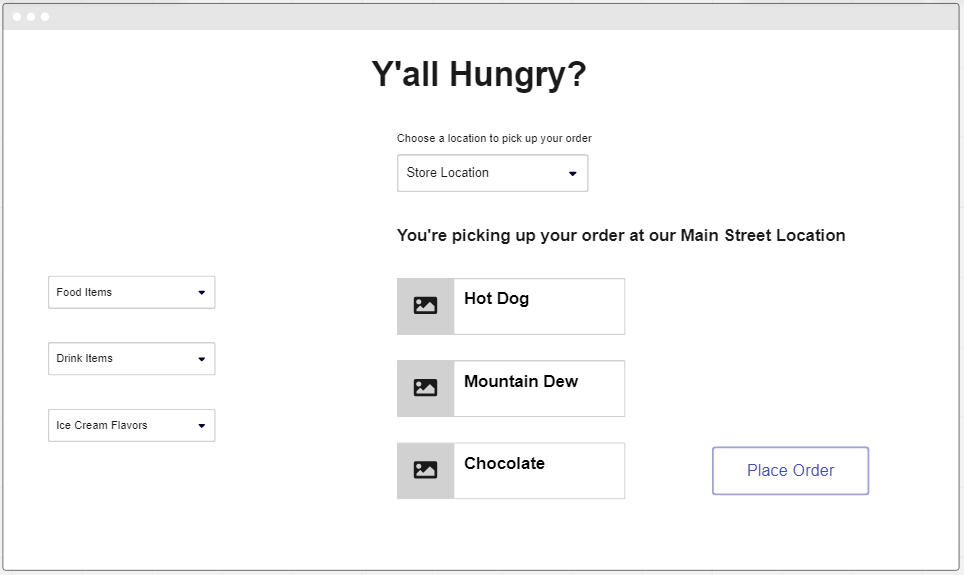 Y'all Hungry?
Choose a location to pick up your order
Store Location
You're picking up your order at our Main Street Location
Food Items
Hot Dog
Drink Items
Mountain Dew
Ice Cream Flavors
Chocolate
Place Order